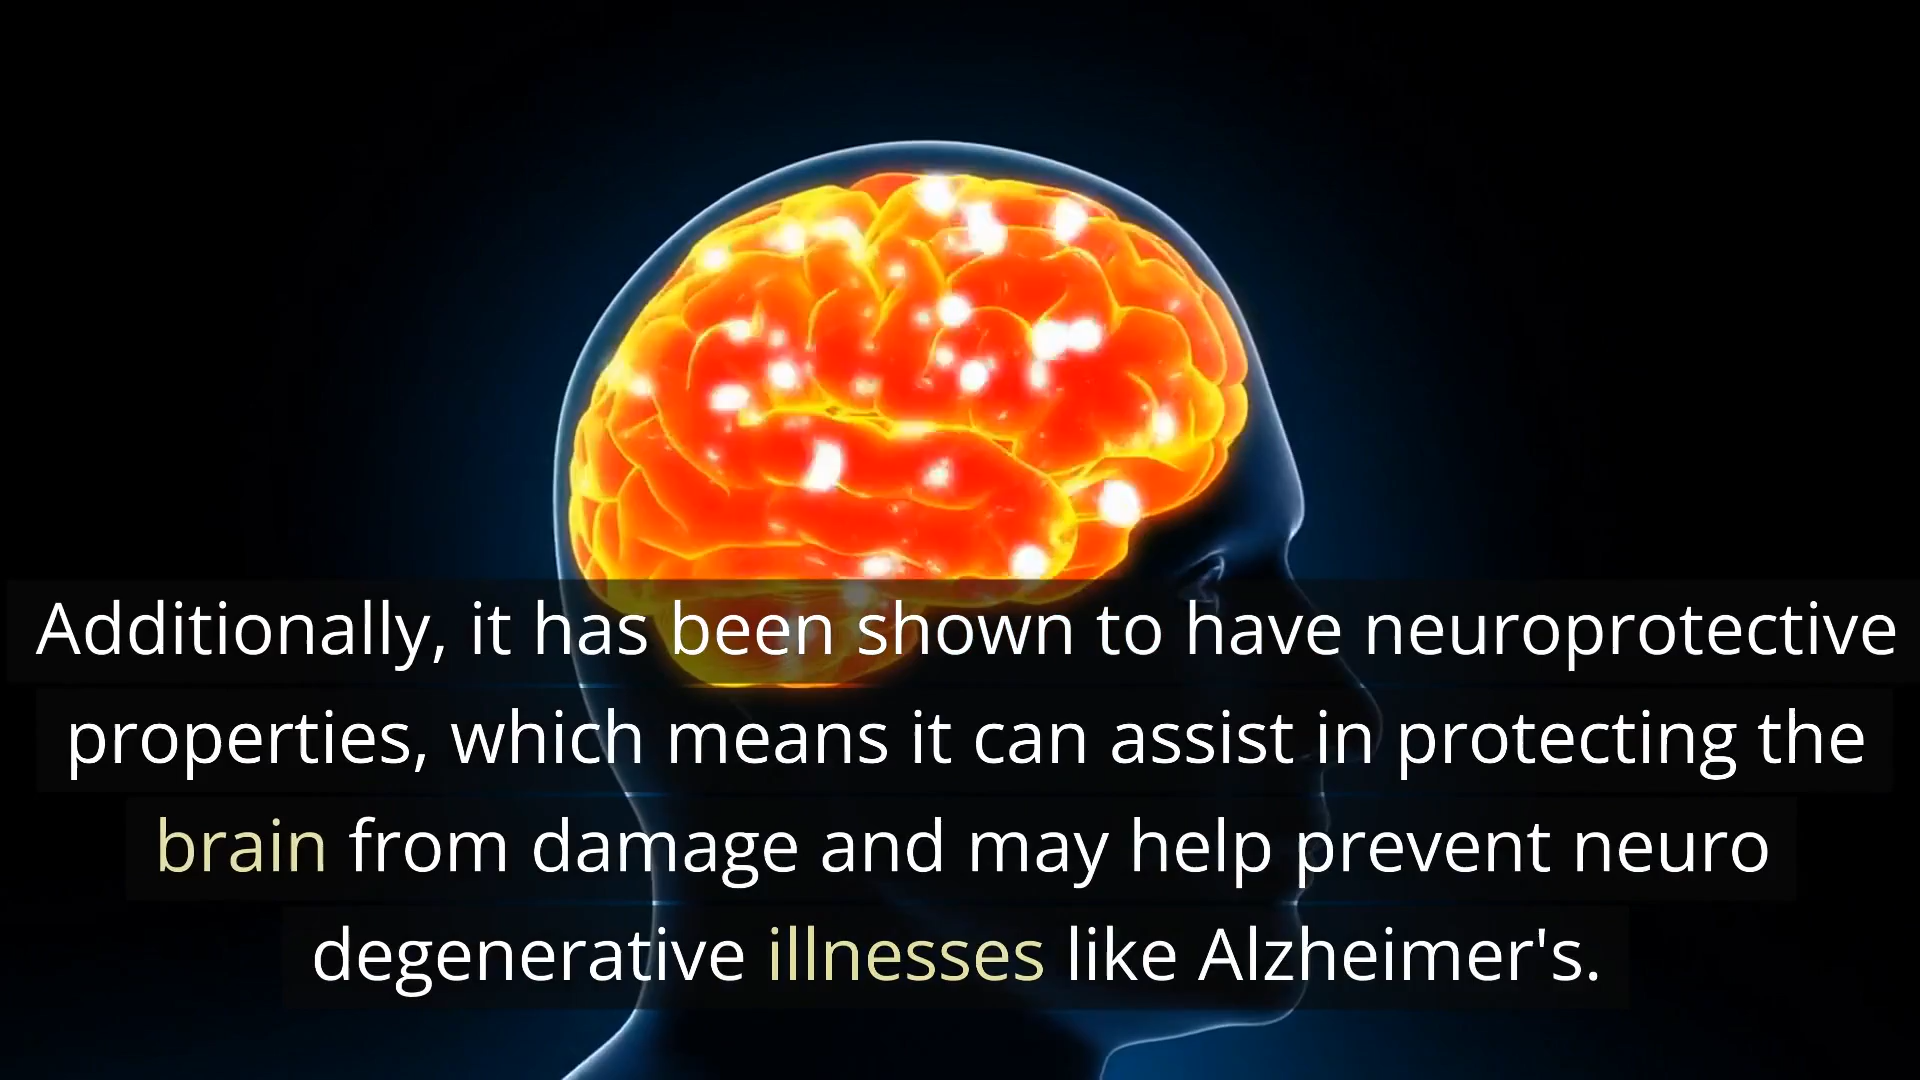 Additionally, it has been shown to have neuroprotective
properties, which means it can assist in protecting the
brain from damage and may help prevent neuro
degenerative illnesses like Alzheimer's.